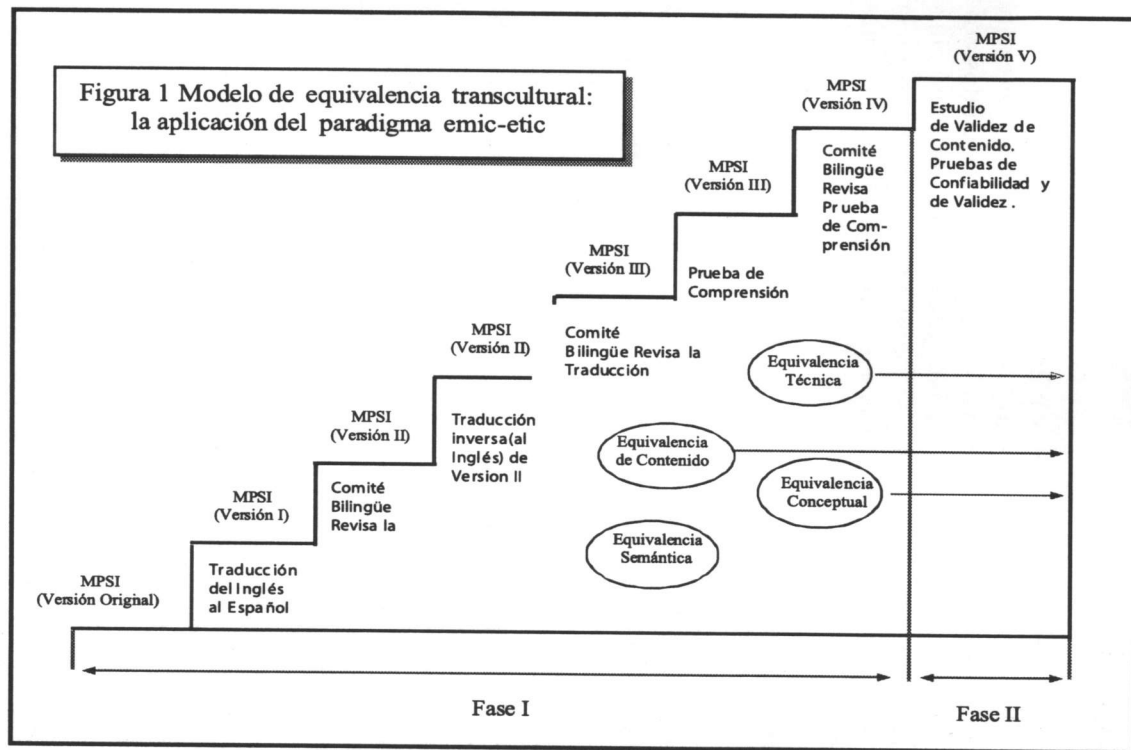 Figura 1 Modelo de equivalencia transcultural:
la aplicación del paradigma emic-etic
MPSI
(Versión Original)
MPSI
(Versión I)
Traducción
del Inglés
al Español
MPSI
(Versión II)
Comité
Bilingüe
Revisa la
MPSI
(Versión II)
Traducción
inversa(al
Inglés) de
Version II
MPSI
(Versión III)
Comité
Bilingüe Revisa la
Traducción
MPSI
(Versión III)
Prueba de
Comprensión
MPSI
(Versión IV)
Comité
Bilingüe
Revisa
Prueba
de Com-
prensión
MPSI
(Versión V)
Estudio
de Validez de
Contenido.
Pruebas de
Confiabilidad y
de Validez .
Equivalencia
Técnica
Equivalencia
de Contenido
Equivalencia
Conceptual
Equivalencia
Semántica
Fase I
Fase II